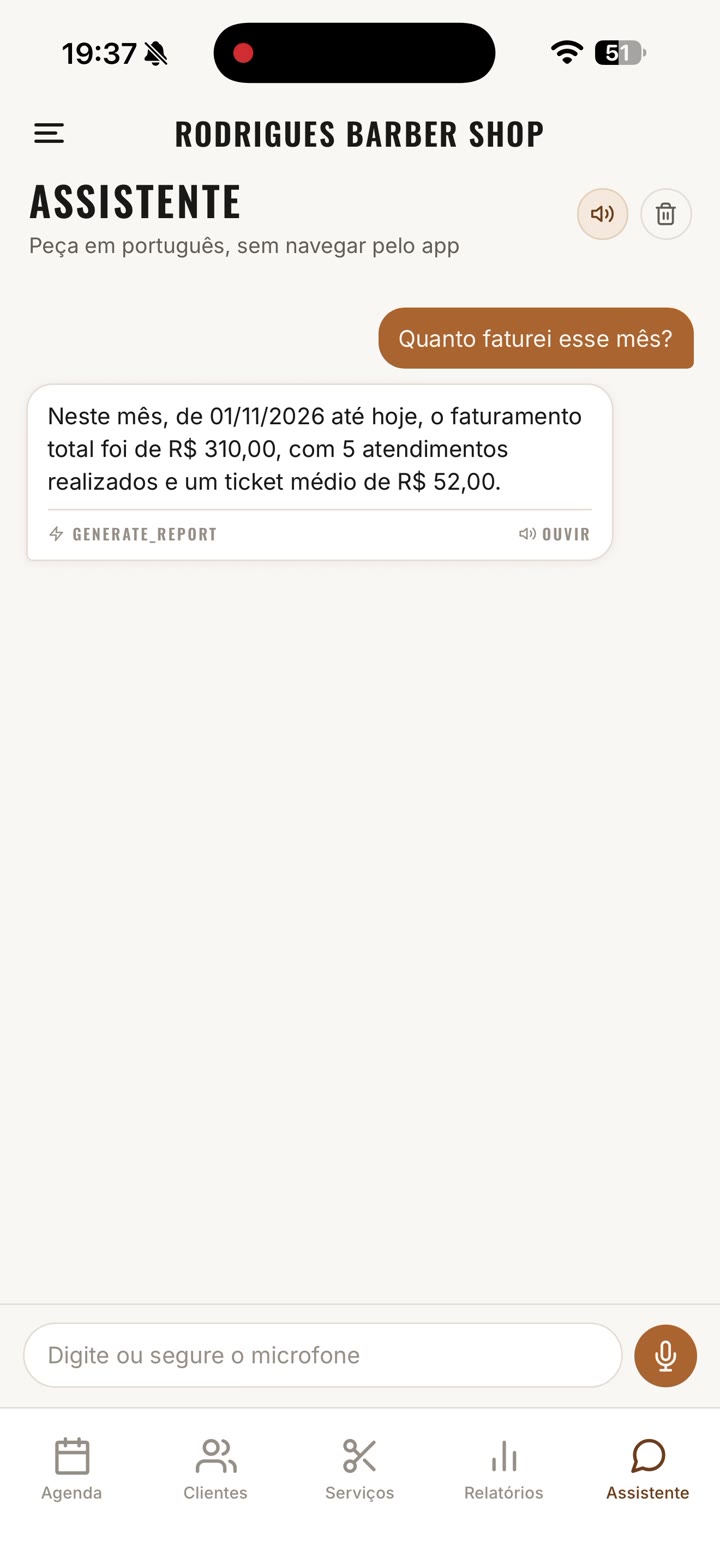 19:37
51
RODRIGUES BARBER SHOP
ASSISTENTE
Peça em português, sem navegar pelo app
Quanto faturei esse mês?
Neste mês, de 01/11/2026 até hoje, o faturamento
total foi de R$ 310,00, com 5 atendimentos
realizados e um ticket médio de R$ 52,00.
GENERATE_REPORT
OUVIR
Digite ou segure o microfone
Agenda
Clientes
Serviços
Relatórios
Assistente